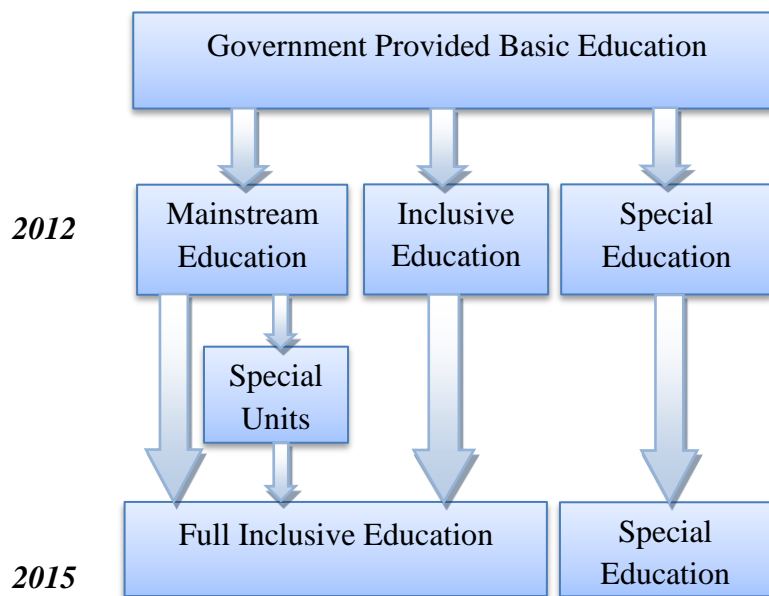 Government Provided Basic Education
2012
Mainstream
Education
Inclusive
Education
Special
Education
Special
Units
2015
Full Inclusive Education
Special
Education